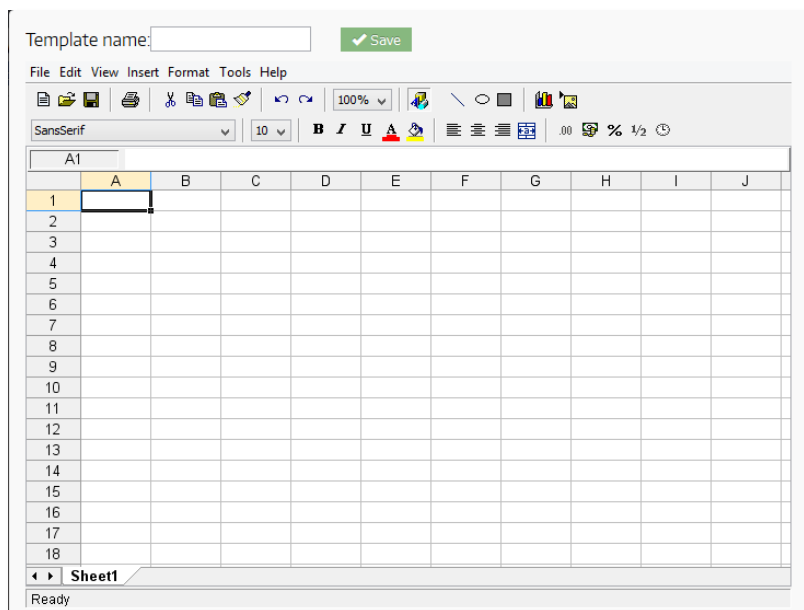 Template name: Save
File Edit View Insert Format Tools Help
100%
SansSerif 10 B I U A .00 % 1/2
A1
A B C D E F G H I J
1
2
3
4
5
6
7
8
9
10
11
12
13
14
15
16
17
18
Sheet1
Ready